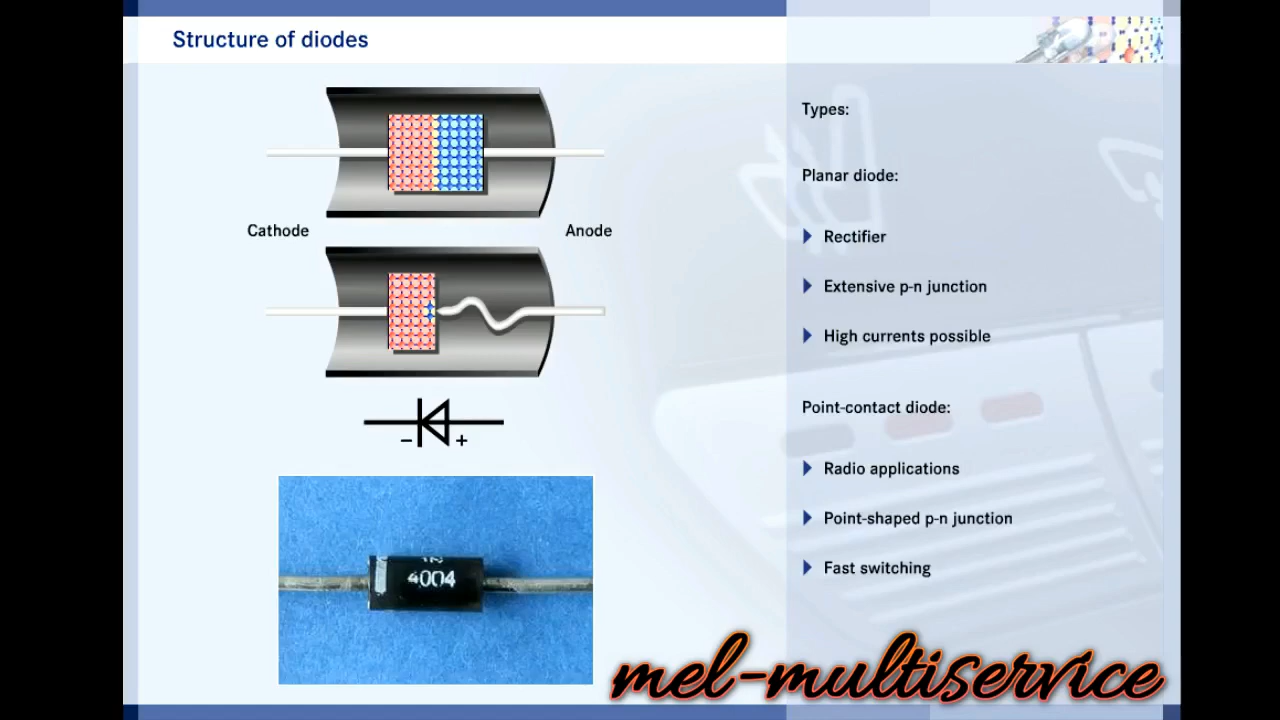 Structure of diodes
Cathode
Anode
− +
1N
4004
Types:
Planar diode:
Rectifier
Extensive p-n junction
High currents possible
Point-contact diode:
Radio applications
Point-shaped p-n junction
Fast switching
mel-multiservice